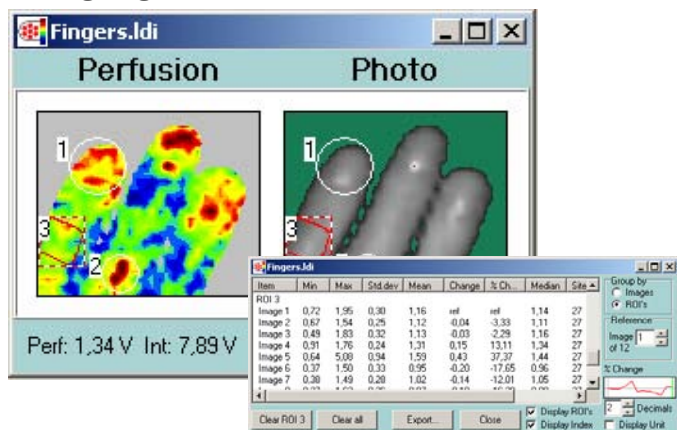 Fingers.ldi
Perfusion Photo
1 1
3 3
2
Perf: 1,34 V Int: 7,89 V
Fingers.ldi
Item Min Max Std.dev Mean Change % Ch... Median Site
ROI 3
Image 1 0,72 1,95 0,30 1,16 ref ref 1,14 27
Image 2 0,67 1,54 0,25 1,12 -0,04 -3,33 1,11 27
Image 3 0,49 1,83 0,32 1,13 -0,03 -2,29 1,16 27
Image 4 0,91 1,76 0,24 1,31 0,15 13,11 1,34 27
Image 5 0,64 5,08 0,94 1,59 0,43 37,37 1,44 27
Image 6 0,37 1,50 0,33 0,95 -0,20 -17,65 0,96 27
Image 7 0,38 1,49 0,28 1,02 -0,14 -12,01 1,05 27
Group by
Images
ROI's
Reference
Image 1
of 12
% Change
2 Decimals
Clear ROI 3 Clear all Export... Close
Display ROI's
Display Index
Display Unit